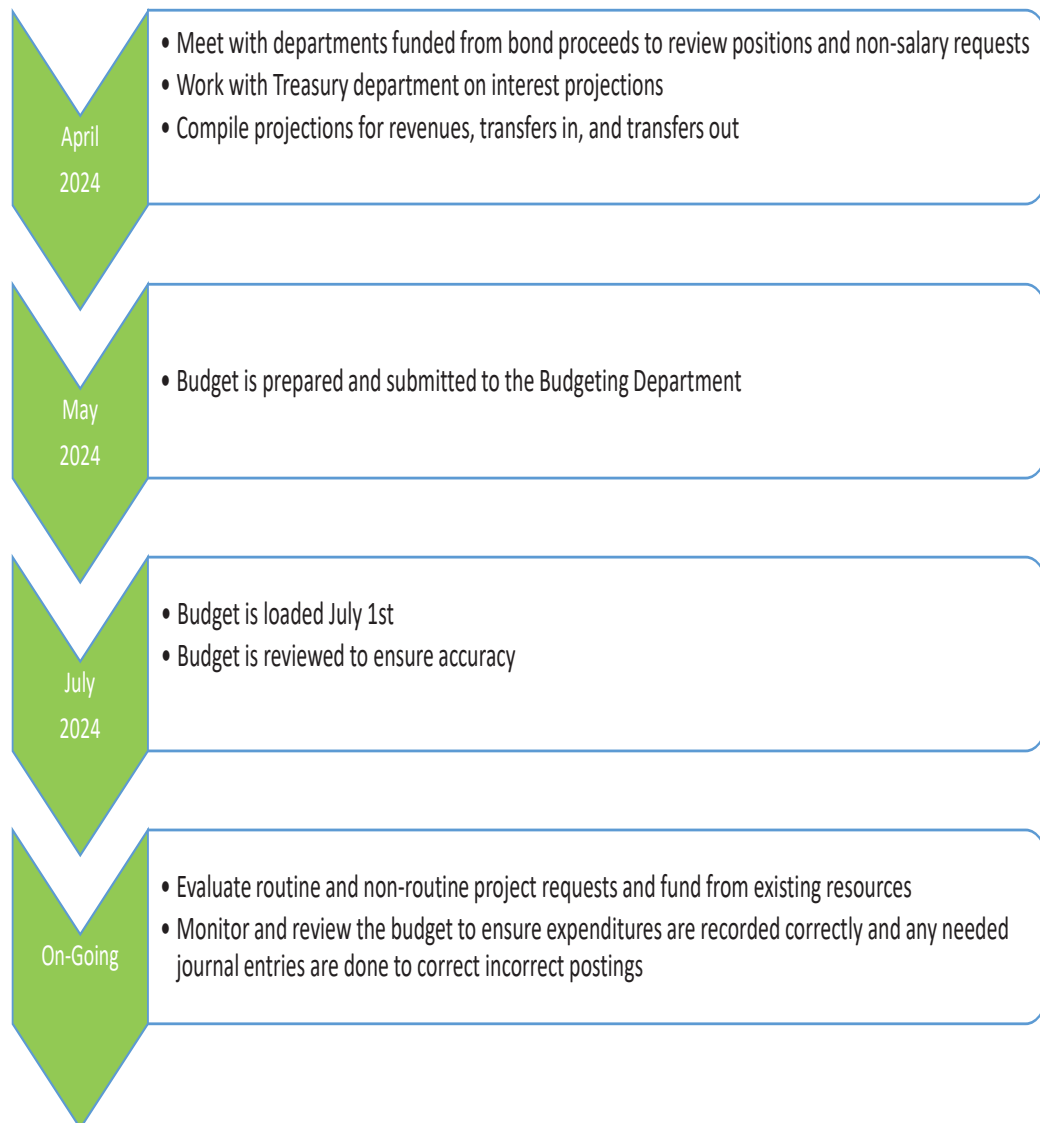 April
2024
• Meet with departments funded from bond proceeds to review positions and non-salary requests
• Work with Treasury department on interest projections
• Compile projections for revenues, transfers in, and transfers out
May
2024
• Budget is prepared and submitted to the Budgeting Department
July
2024
• Budget is loaded July 1st
• Budget is reviewed to ensure accuracy
On-Going
• Evaluate routine and non-routine project requests and fund from existing resources
• Monitor and review the budget to ensure expenditures are recorded correctly and any needed
journal entries are done to correct incorrect postings